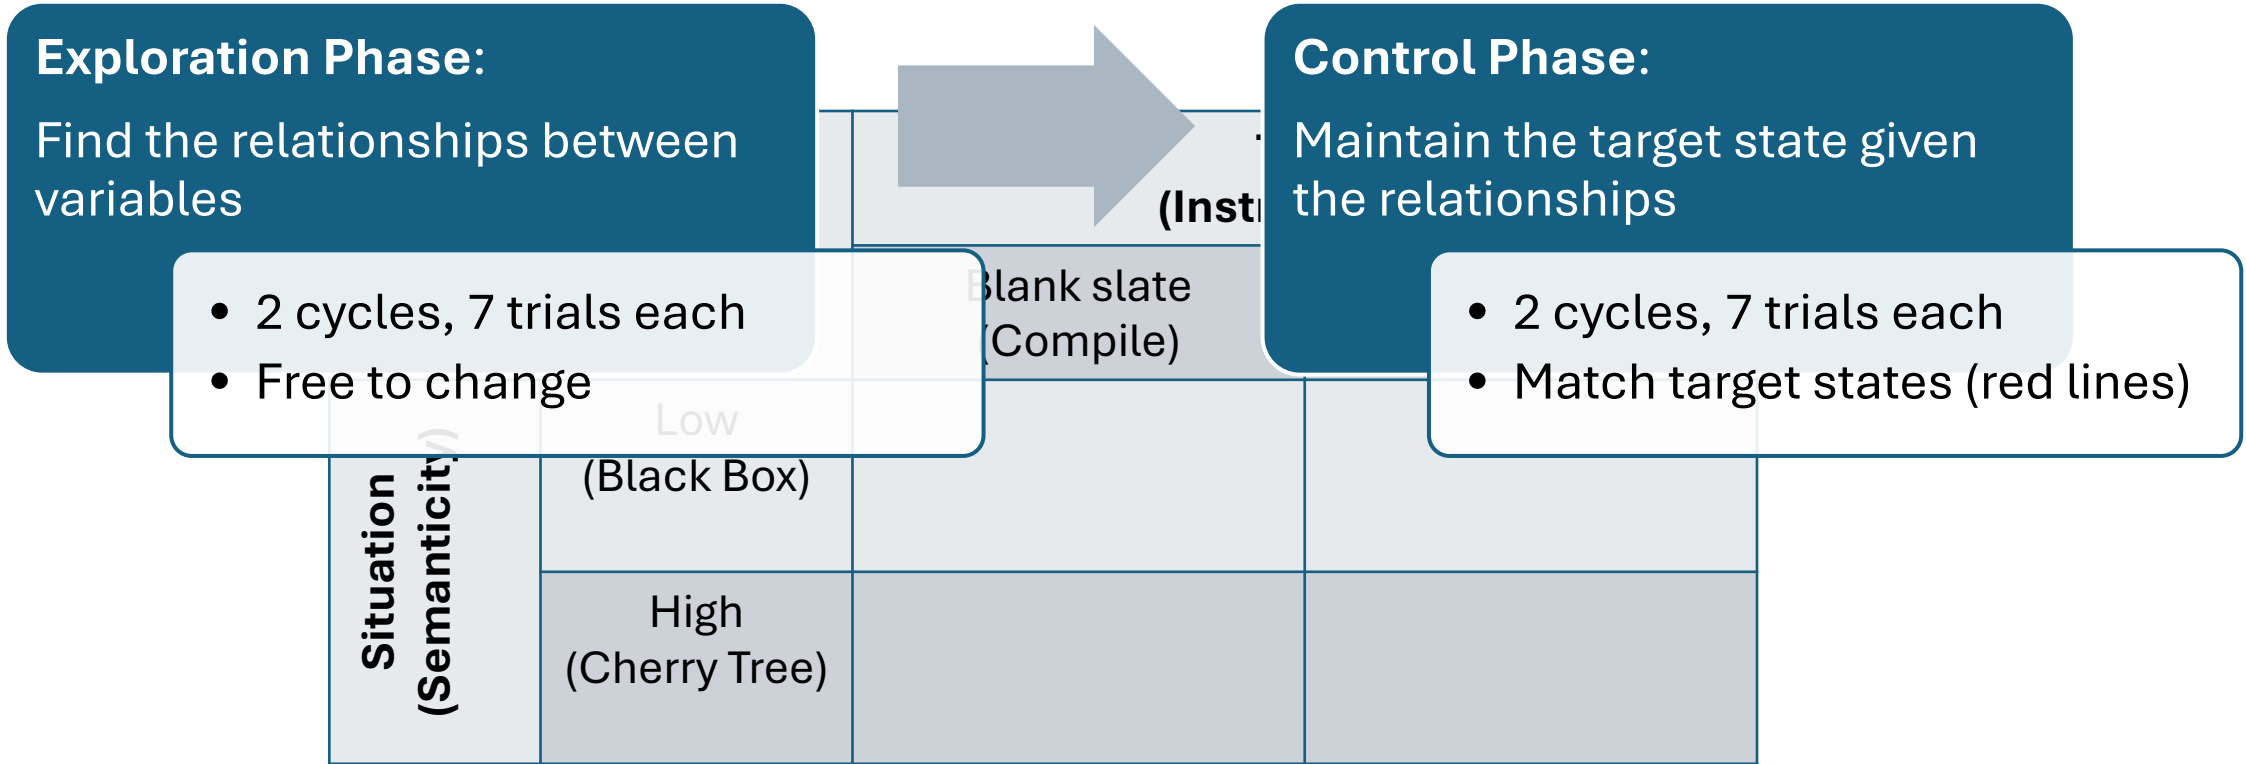 Exploration Phase:
Find the relationships between
variables
• 2 cycles, 7 trials each
• Free to change
Control Phase:
Maintain the target state given
the relationships
• 2 cycles, 7 trials each
• Match target states (red lines)
Blank slate
(Compile)
Situation
(Semanticity)
Low
(Black Box)
High
(Cherry Tree)